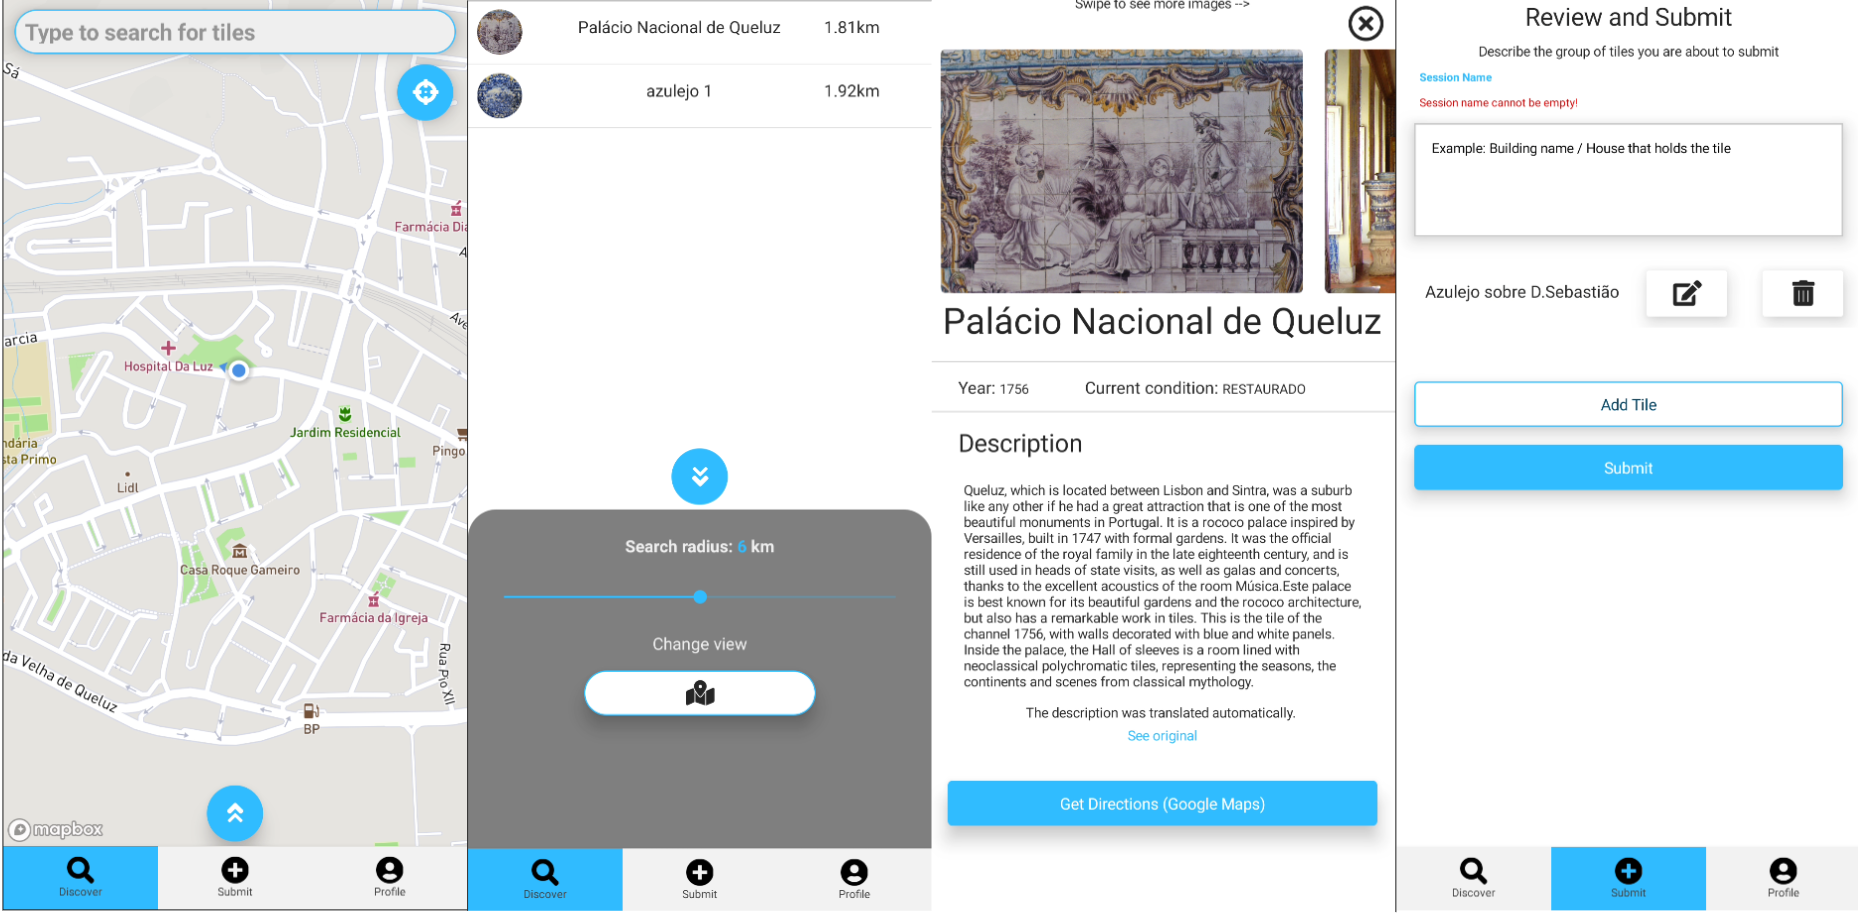 Type to search for tiles
Sá
Farmácia Dia
A
Ave
arcia
Hospital Da Luz
Jardim Residencial
Pingo
ndária
sta Primo
Lidl
Casa Roque Gameiro
Farmácia da Igreja
Rua Pio XII
da Velha de Queluz
BP
mapbox
Discover
Submit
Profile
Palácio Nacional de Queluz 1.81km
azulejo 1 1.92km
Search radius: 6 km
Change view
Discover
Submit
Profile
Swipe to see more images -->
Palácio Nacional de Queluz
Year: 1756 Current condition: RESTAURADO
Description
Queluz, which is located between Lisbon and Sintra, was a suburb
like any other if he had a great attraction that is one of the most
beautiful monuments in Portugal. It is a rococo palace inspired by
Versailles, built in 1747 with formal gardens. It was the official
residence of the royal family in the late eighteenth century, and is
still used in heads of state visits, as well as galas and concerts,
thanks to the excellent acoustics of the room Música.Este palace
is best known for its beautiful gardens and the rococo architecture,
but also has a remarkable work in tiles. This is the tile of the
channel 1756, with walls decorated with blue and white panels.
Inside the palace, the Hall of sleeves is a room lined with
neoclassical polychromatic tiles, representing the seasons, the
continents and scenes from classical mythology.
The description was translated automatically.
See original
Get Directions (Google Maps)
Review and Submit
Describe the group of tiles you are about to submit
Session Name
Session name cannot be empty!
Example: Building name / House that holds the tile
Azulejo sobre D.Sebastião
Add Tile
Submit
Discover
Submit
Profile